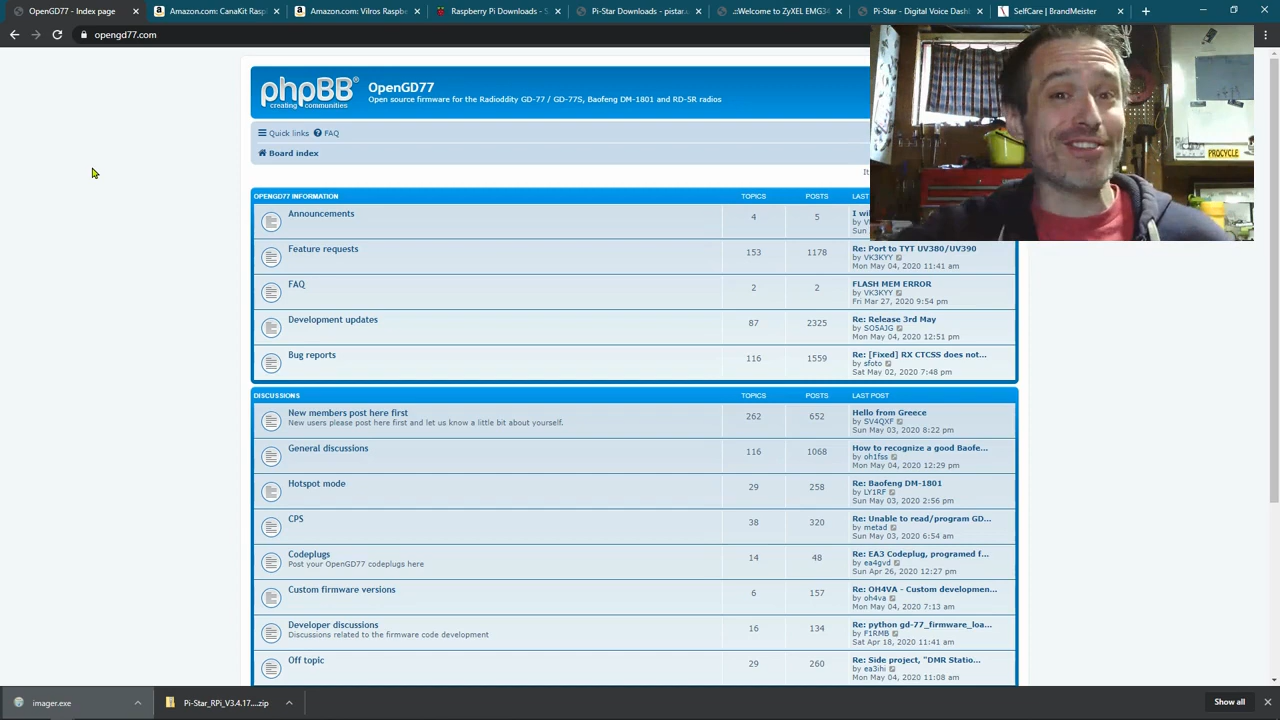 OpenGD77 - Index page
Amazon.com: CanaKit Rasp
Amazon.com: Vilros Raspbe
Raspberry Pi Downloads - S
Pi-Star Downloads - pistar.
.::Welcome to ZyXEL EMG34
Pi-Star - Digital Voice Dash
SelfCare | BrandMeister
opengd77.com
phpBB®
creating communities
OpenGD77
Open source firmware for the Radioddity GD-77 / GD-77S, Baofeng DM-1801 and RD-5R radios
Quick links FAQ
Board index
It
PROCYCLE
OPENGD77 INFORMATION TOPICS POSTS LAST
Announcements 4 5 I wil
by V
Sun
Feature requests 153 1178 Re: Port to TYT UV380/UV390
by VK3KYY
Mon May 04, 2020 11:41 am
FAQ 2 2 FLASH MEM ERROR
by VK3KYY
Fri Mar 27, 2020 9:54 pm
Development updates 87 2325 Re: Release 3rd May
by SO5AJG
Mon May 04, 2020 12:51 pm
Bug reports 116 1559 Re: [Fixed] RX CTCSS does not…
by sfoto
Sat May 02, 2020 7:48 pm
DISCUSSIONS TOPICS POSTS LAST POST
New members post here first 262 652 Hello from Greece
New users please post here first and let us know a little bit about yourself. by SV4QXF
Sun May 03, 2020 8:22 pm
General discussions 116 1068 How to recognize a good Baofe…
by oh1fss
Mon May 04, 2020 12:29 pm
Hotspot mode 29 258 Re: Baofeng DM-1801
by LY1RF
Sun May 03, 2020 2:56 pm
CPS 38 320 Re: Unable to read/program GD…
by metad
Sun May 03, 2020 6:54 am
Codeplugs 14 48 Re: EA3 Codeplug, programed f…
Post your OpenGD77 codeplugs here by ea4gvd
Sun Apr 26, 2020 12:27 pm
Custom firmware versions 6 157 Re: OH4VA - Custom developmen…
by oh4va
Mon May 04, 2020 7:13 am
Developer discussions 16 134 Re: python gd-77_firmware_loa…
Discussions related to the firmware code development by F1RMB
Sat Apr 18, 2020 11:41 am
Off topic 29 260 Re: Side project, "DMR Statio…
by ea3ihi
Mon May 04, 2020 11:08 am
imager.exe Pi-Star_RPi_V3.4.17....zip Show all